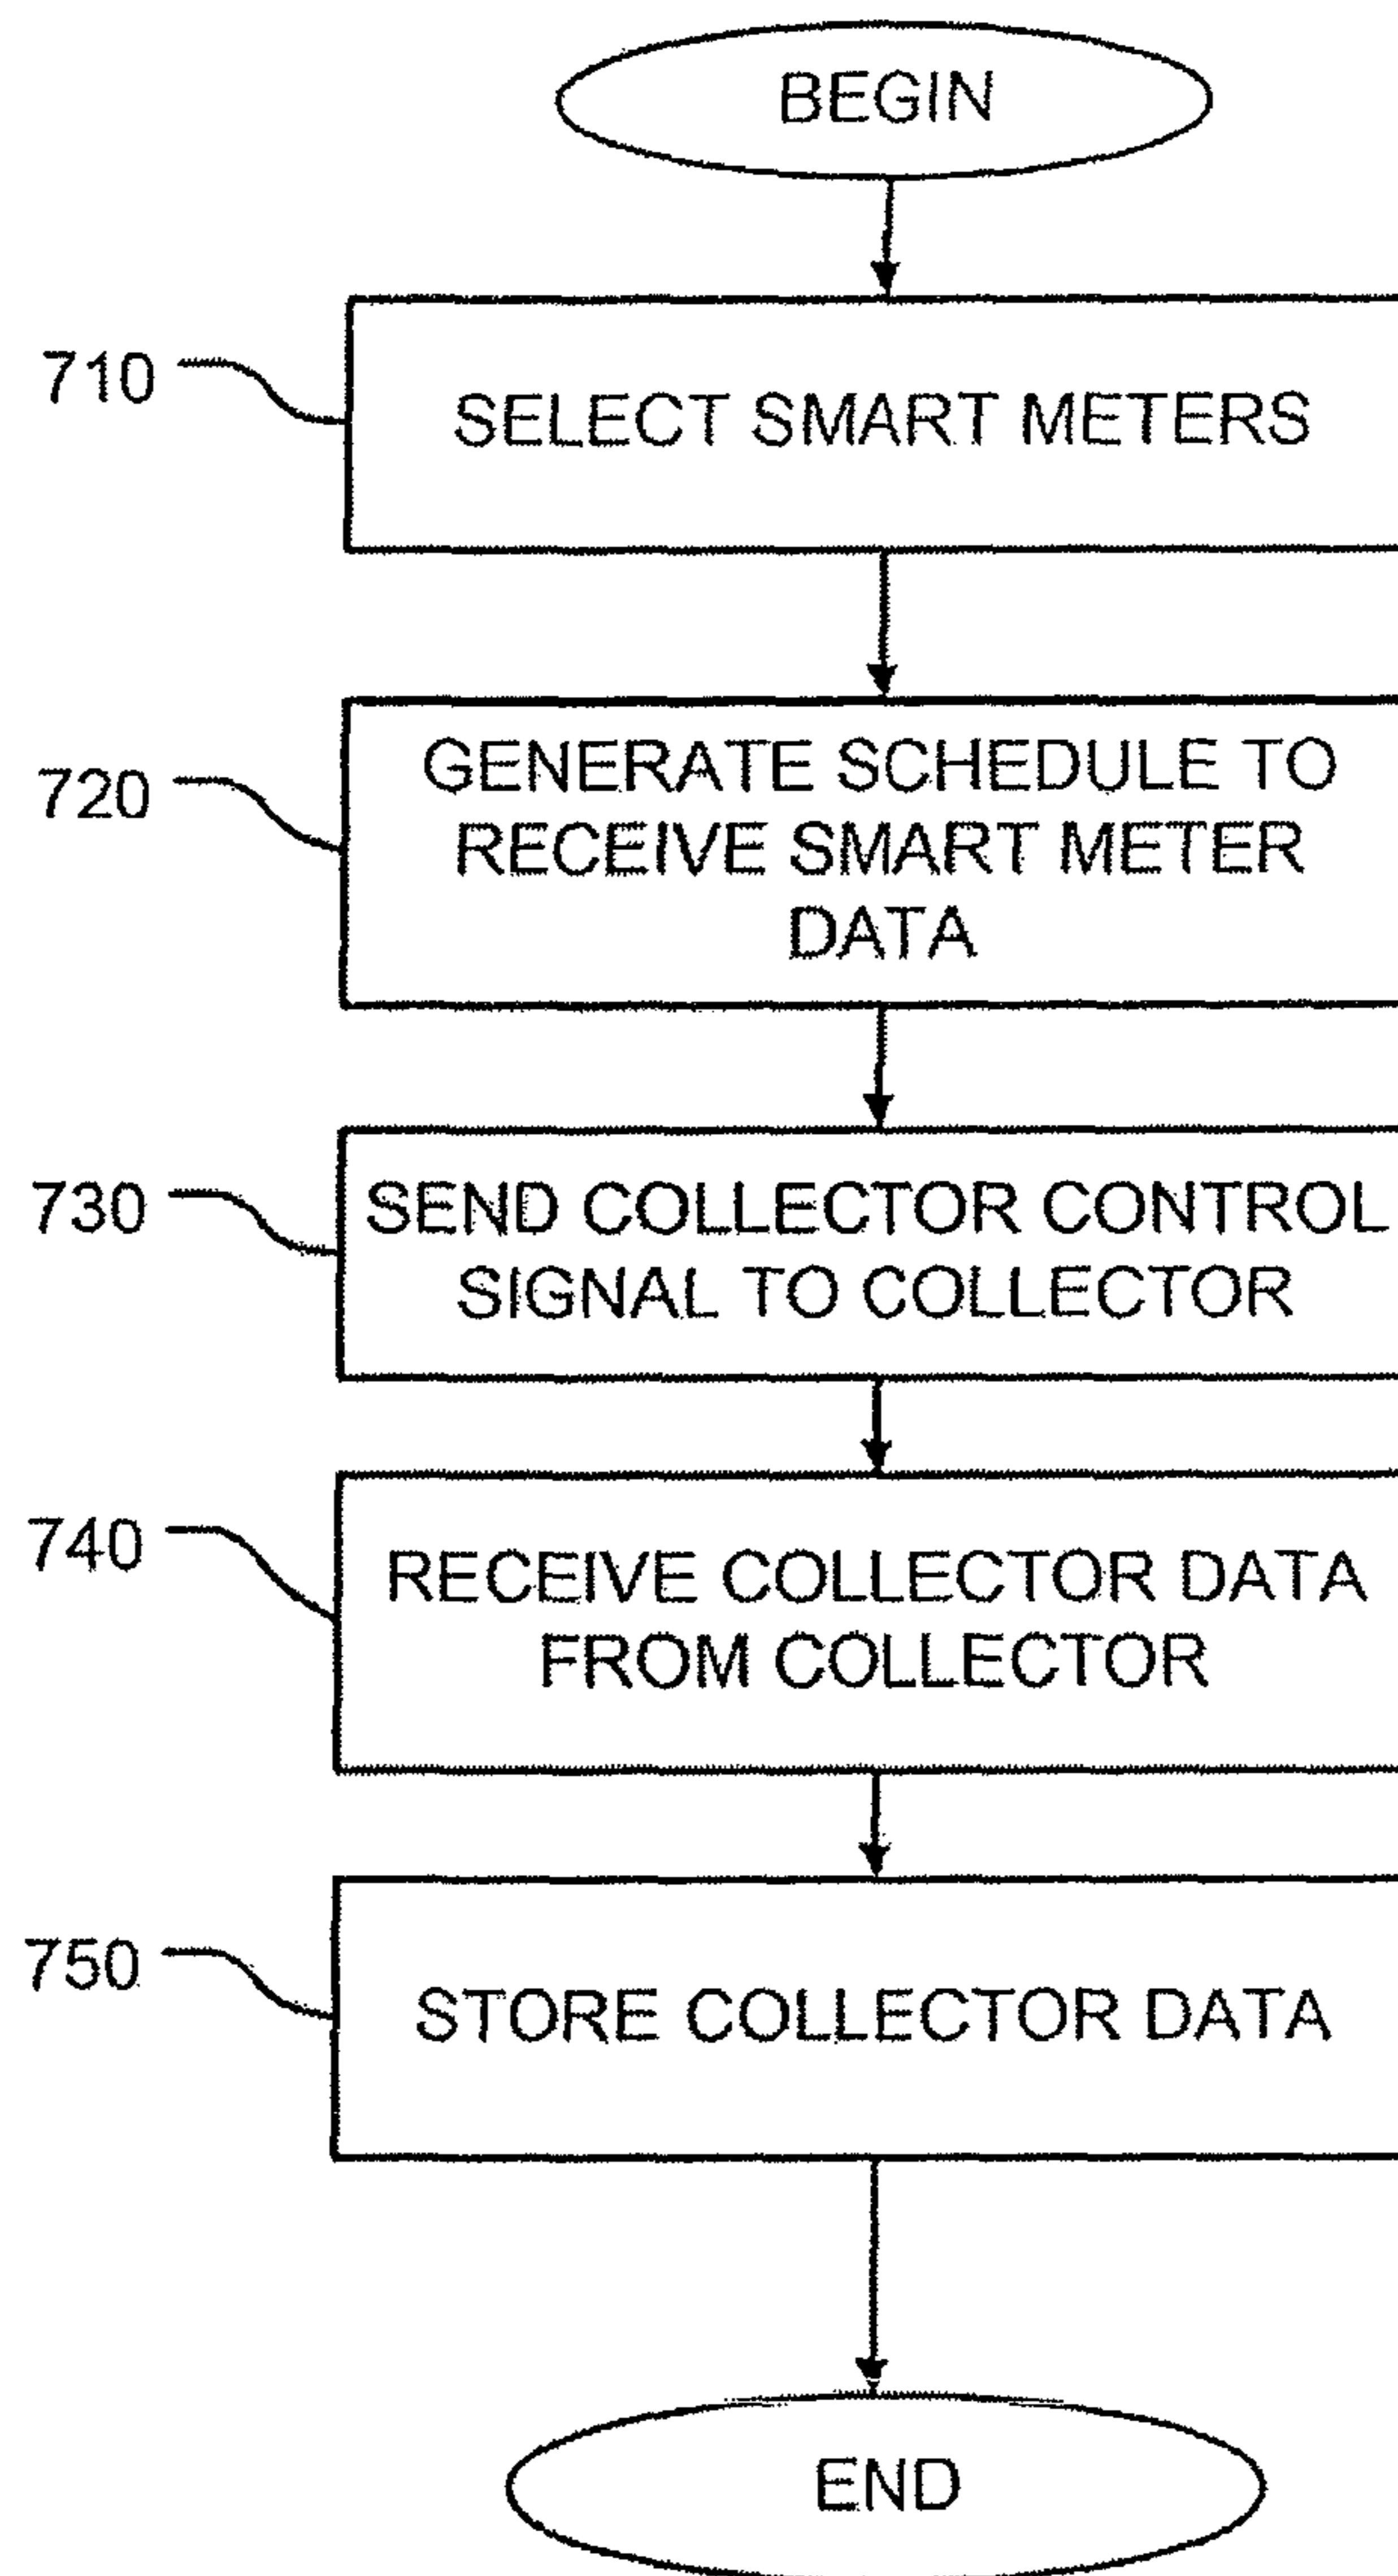 BEGIN
710
SELECT SMART METERS
720
GENERATE SCHEDULE TO
RECEIVE SMART METER
DATA
730
SEND COLLECTOR CONTROL
SIGNAL TO COLLECTOR
740
RECEIVE COLLECTOR DATA
FROM COLLECTOR
750
STORE COLLECTOR DATA
END